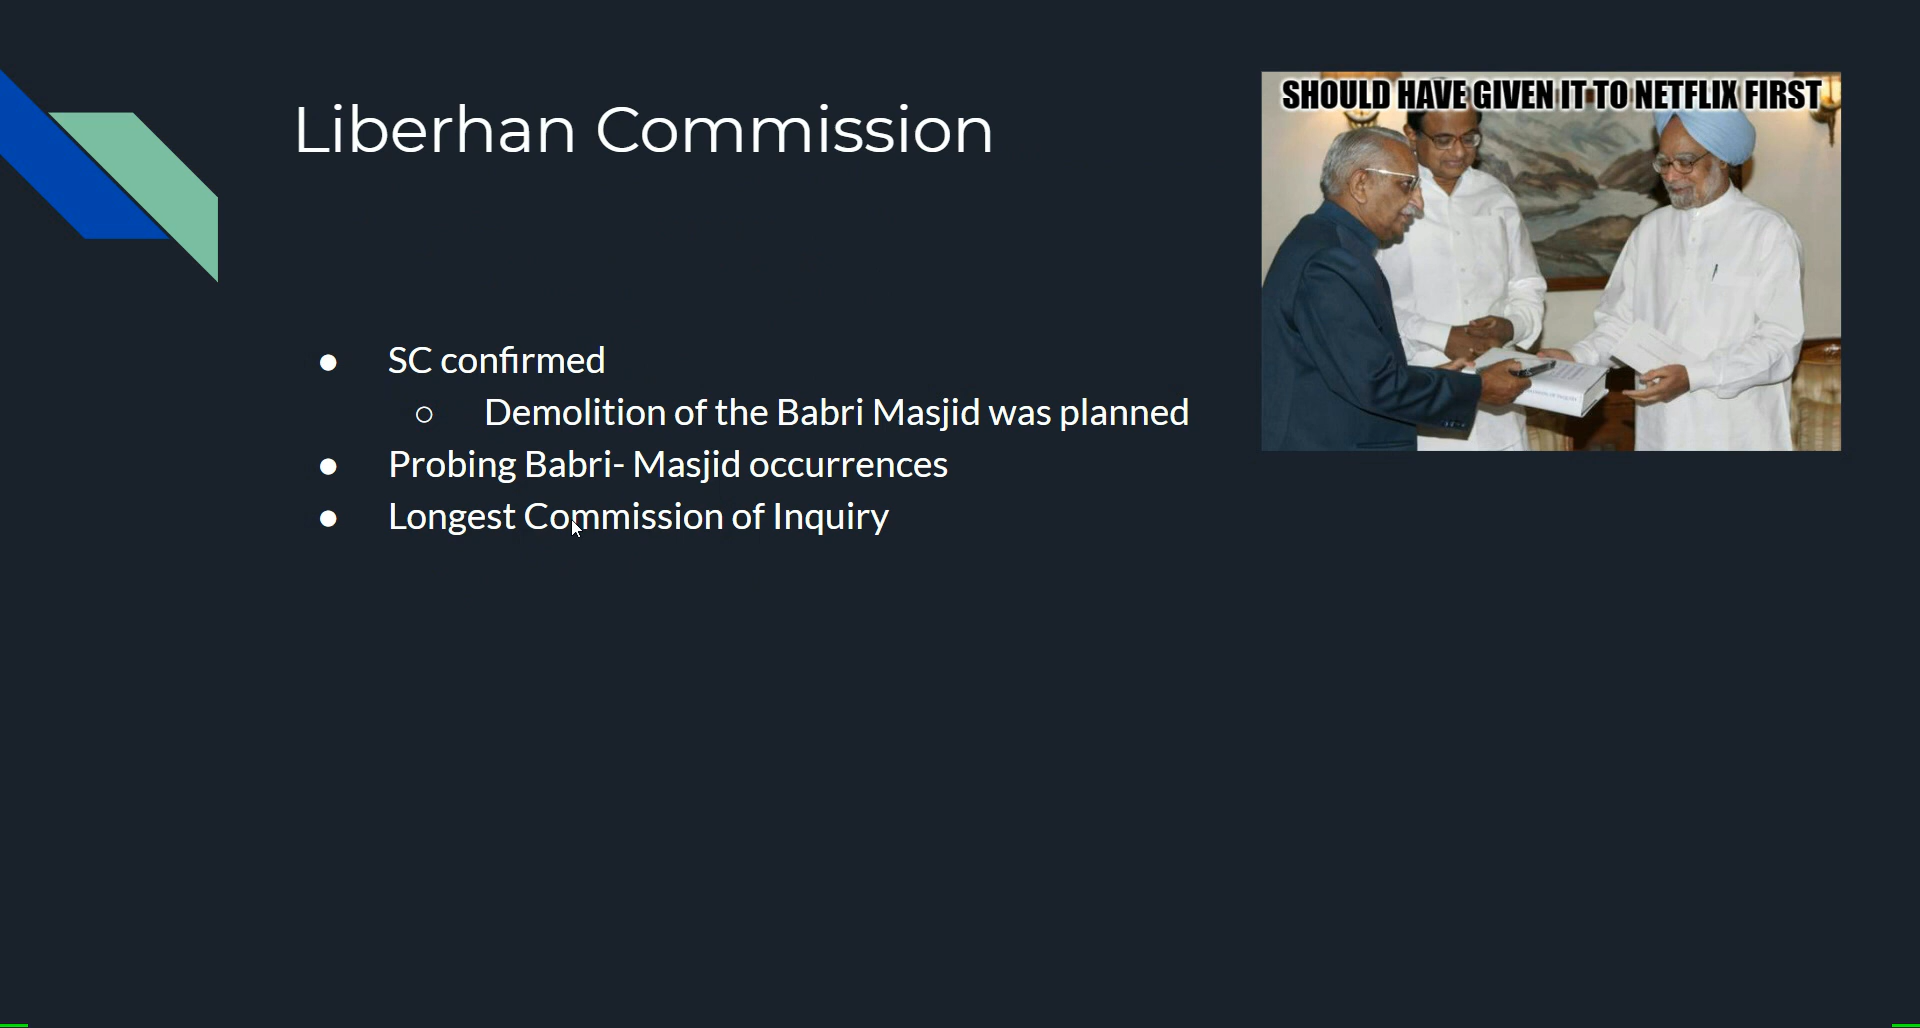 Liberhan Commission
SHOULD HAVE GIVEN IT TO NETFLIX FIRST
● SC confirmed
○ Demolition of the Babri Masjid was planned
● Probing Babri- Masjid occurrences
● Longest Commission of Inquiry